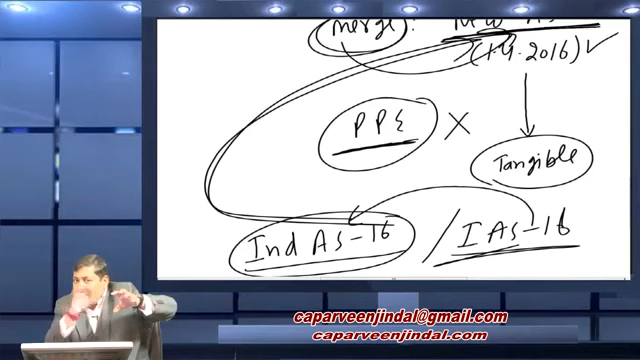 merge :
(1.4.2016) ✓
PPE X
Tangible
Ind AS-16 / IAS-16
caparveenjindal@gmail.com
caparveenjindal.com